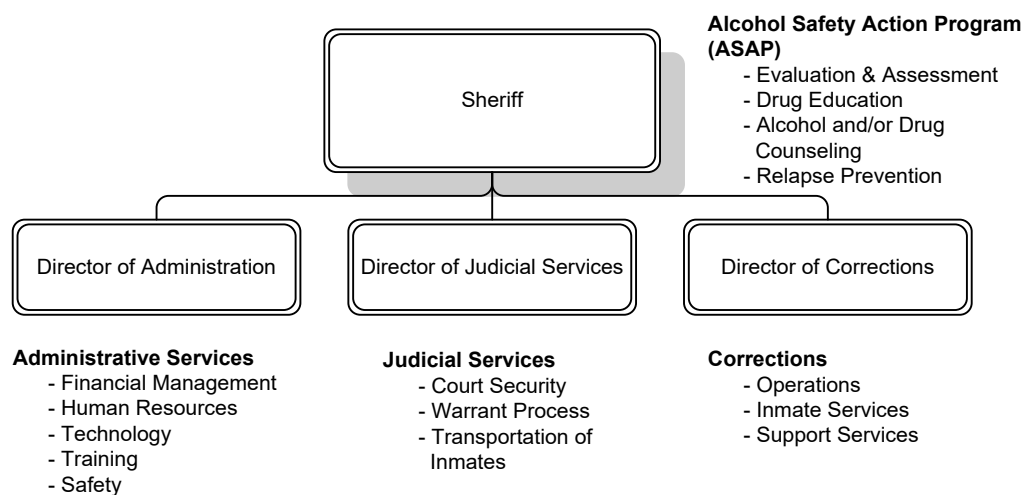 Alcohol Safety Action Program
(ASAP)
- Evaluation & Assessment
- Drug Education
- Alcohol and/or Drug
Counseling
- Relapse Prevention
Sheriff
Director of Administration
Director of Judicial Services
Director of Corrections
Administrative Services
- Financial Management
- Human Resources
- Technology
- Training
- Safety
Judicial Services
- Court Security
- Warrant Process
- Transportation of
Inmates
Corrections
- Operations
- Inmate Services
- Support Services